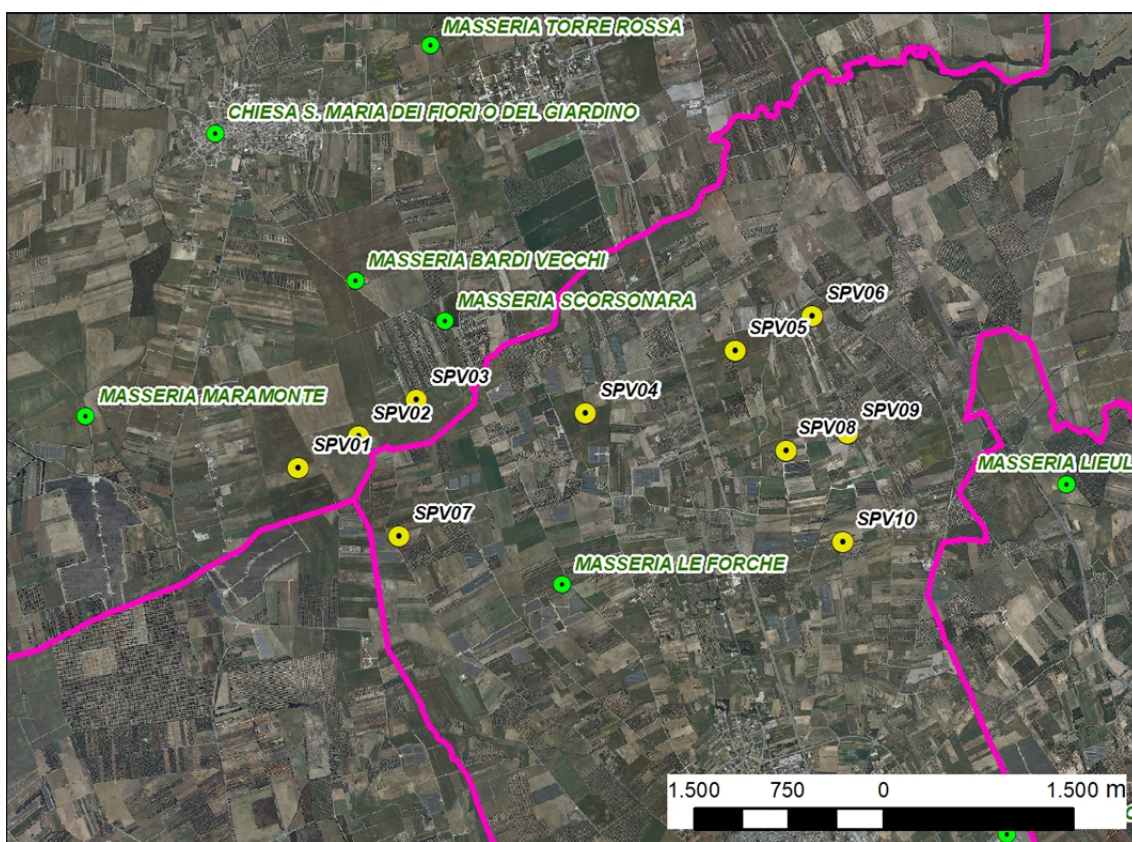 MASSERIA TORRE ROSSA
CHIESA S. MARIA DEI FIORI O DEL GIARDINO
MASSERIA BARDI VECCHI
MASSERIA SCORSONARA
SPV06
SPV05
SPV03
SPV04
MASSERIA MARAMONTE
SPV02
SPV09
SPV08
SPV01
MASSERIA LIEUL
SPV07
SPV10
MASSERIA LE FORCHE
1.500 750 0 1.500 m